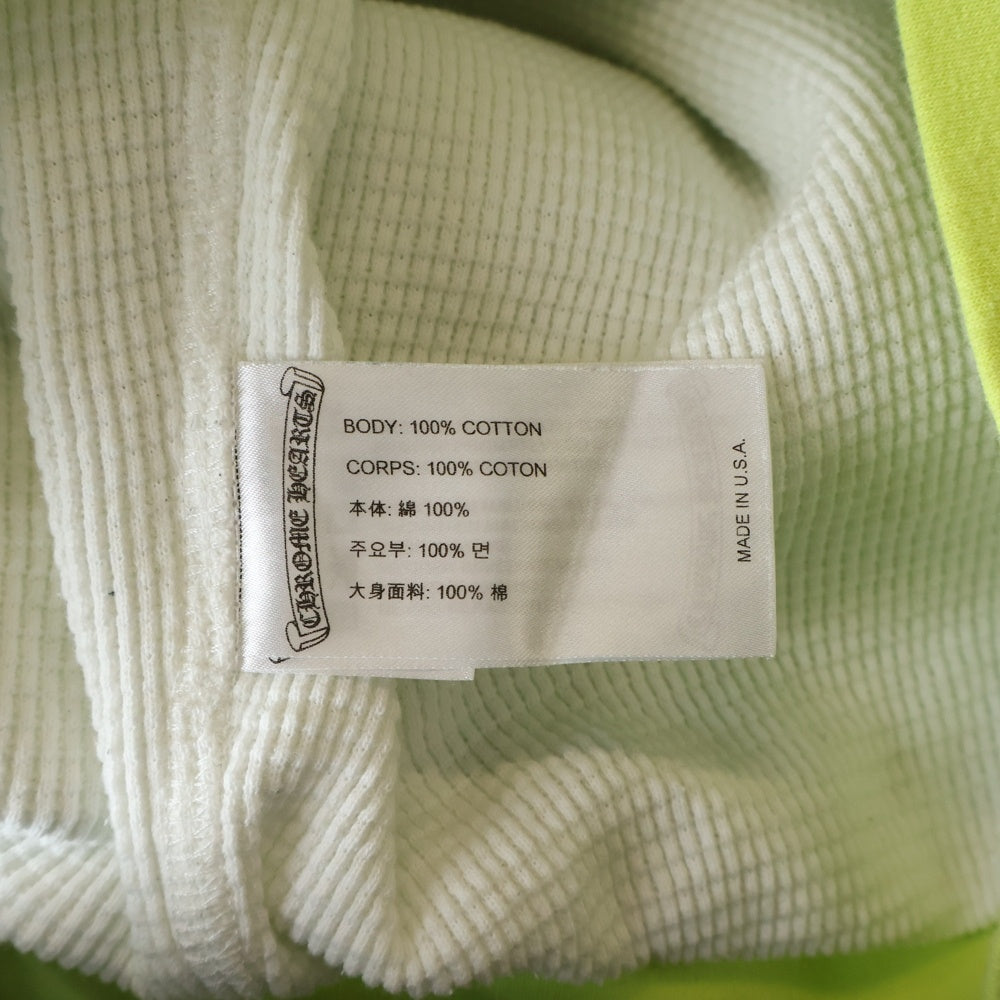 CHROME HEARTS
BODY: 100% COTTON
CORPS: 100% COTON
本体: 綿 100%
주요부: 100% 면
大身面料: 100% 棉
MADE IN U.S.A.